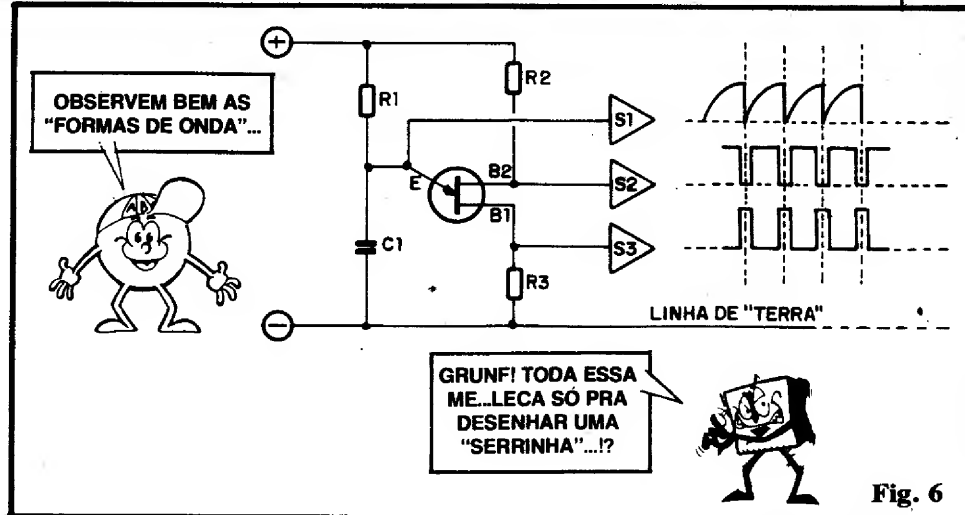 OBSERVEM BEM AS
"FORMAS DE ONDA"...
+
R1
R2
S1
E
B2
S2
B1
C1
S3
R3
−
LINHA DE "TERRA"
GRUNF! TODA ESSA
ME...LECA SÓ PRA
DESENHAR UMA
"SERRINHA"...!?
Fig. 6